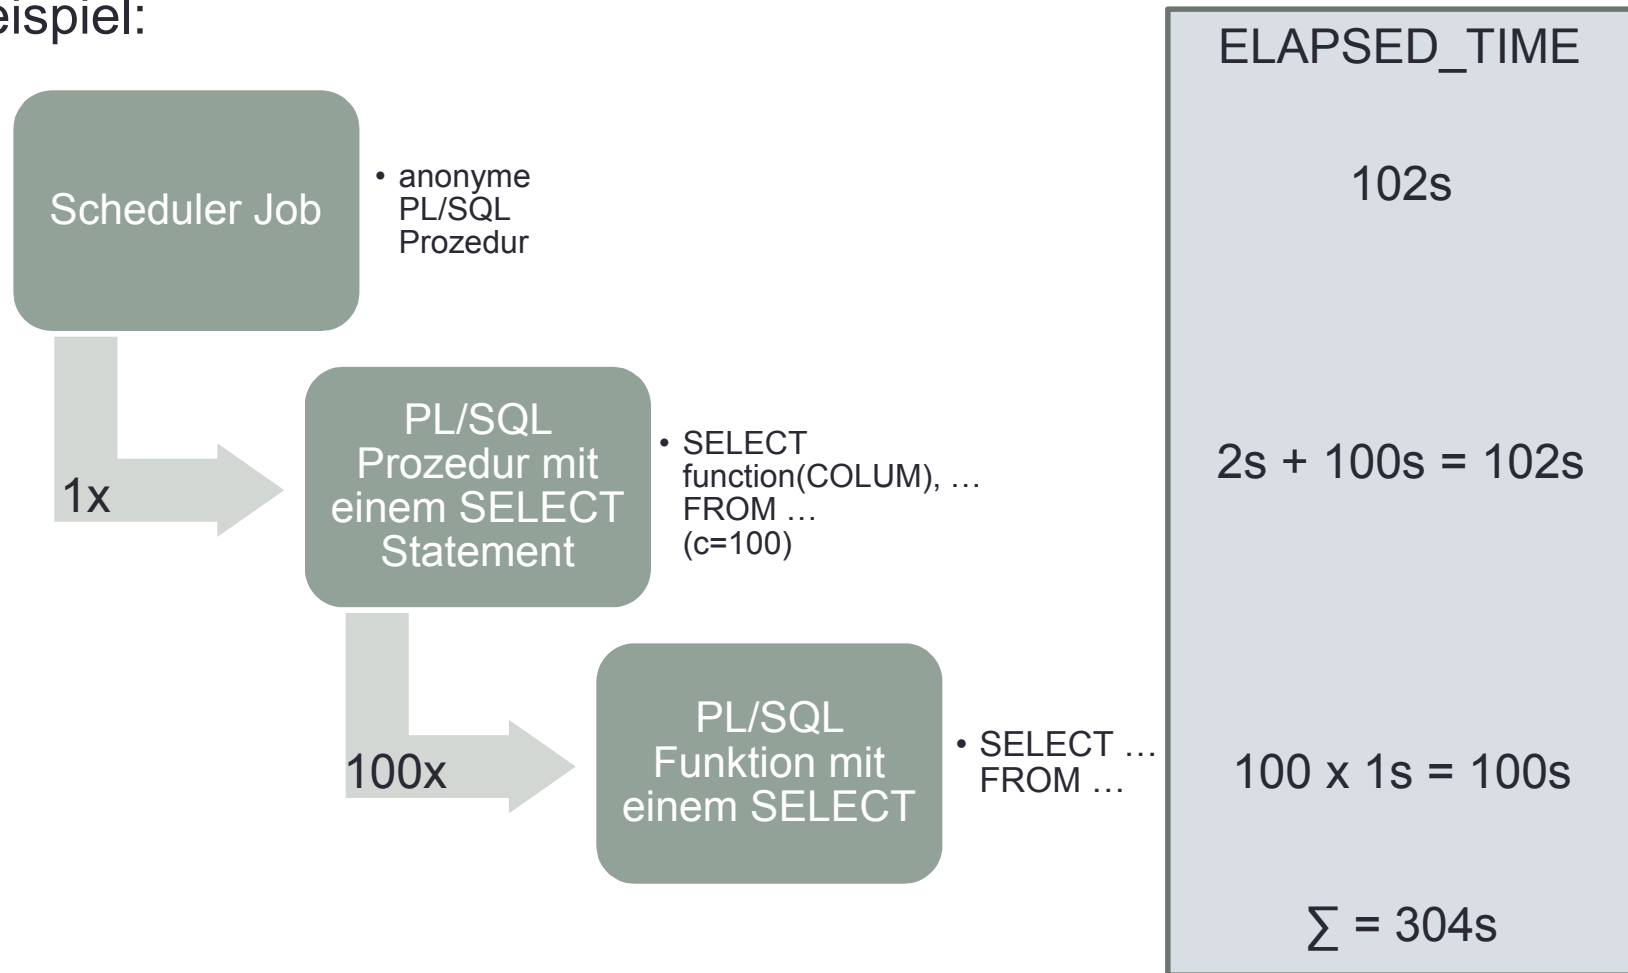 eispiel:
ELAPSED_TIME
Scheduler Job
• anonyme
PL/SQL
Prozedur
102s
1x
PL/SQL
Prozedur mit
einem SELECT
Statement
• SELECT
function(COLUM), …
FROM …
(c=100)
2s + 100s = 102s
100x
PL/SQL
Funktion mit
einem SELECT
• SELECT …
FROM …
100 x 1s = 100s
∑ = 304s